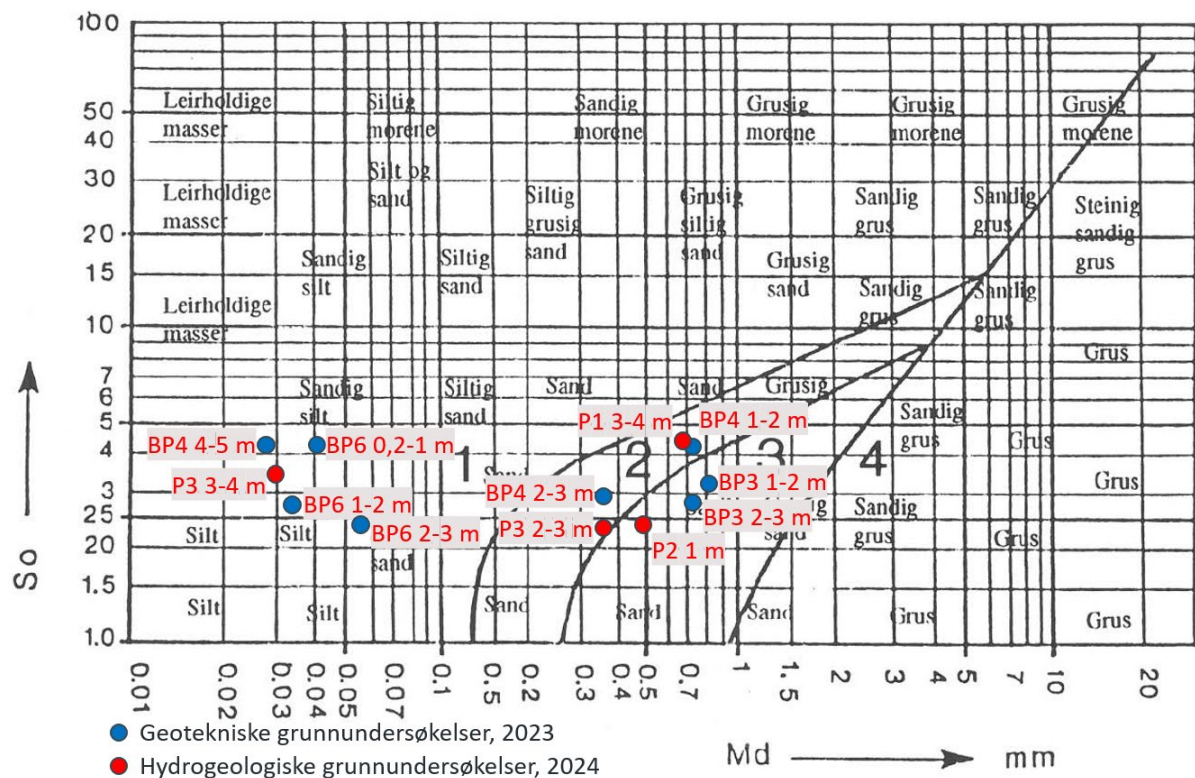 100
50
40
30
20
15
10
7
6
5
4
3
25
20
1.5
1.0
So
Leirholdige
masser
Siltig
morene
Sandig
morene
Grusig
morene
Grusig
morene
Grusig
morene
Silt og
sand
Leirholdige
masser
Siltig
grusig
sand
Grusig
siltig
sand
Sandig
grus
Sandig
grus
Steinig
sandig
grus
Sandig
silt
Siltig
sand
Grusig
sand
Leirholdige
masser
Sandig
grus
Sandig
grus
Grus
Sandig
silt
Siltig
sand
Sand
Sand
Grusig
Sandig
grus
Grus
P1 3-4 m
BP4 1-2 m
BP4 4-5 m
BP6 0,2-1 m
1
2
3
4
P3 3-4 m
Sand
BP3 1-2 m
Grus
BP4 2-3 m
BP6 1-2 m
BP3 2-3 m
Sandig
grus
Silt
Silt
BP6 2-3 m
sand
P3 2-3 m
P2 1 m
sand
Grus
Silt
Silt
Sand
Sand
Sand
Grus
Grus
0.01
0.02
0.03
0.04
0.05
0.07
0.1
0.5
0.2
0.3
0.4
0.5
0.7
1
1.5
2
3
4
5
7
10
20
Geotekniske grunnundersøkelser, 2023
Hydrogeologiske grunnundersøkelser, 2024
Md
mm